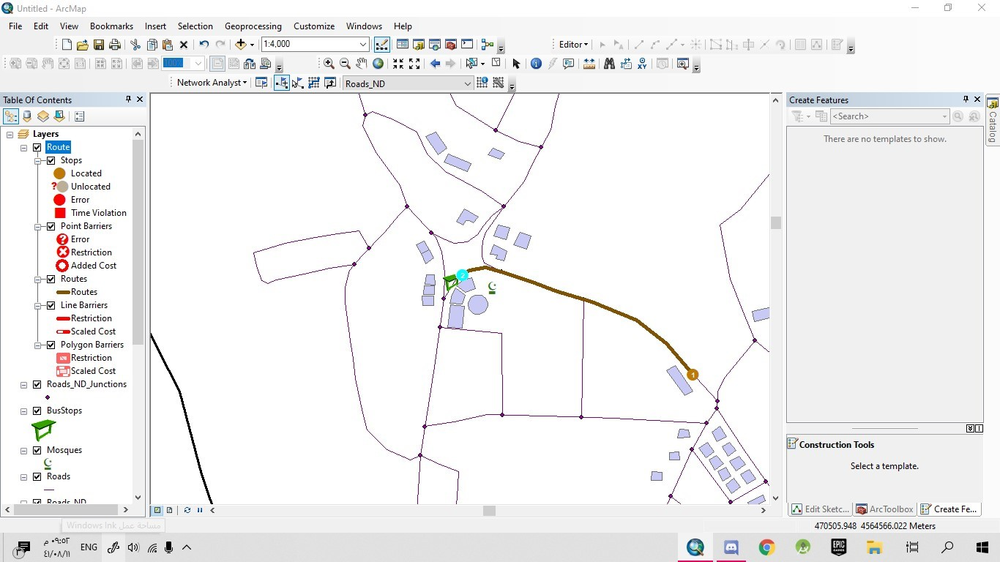 Untitled - ArcMap
File Edit View Bookmarks Insert Selection Geoprocessing Customize Windows Help
1:4,000
Editor
100%
Network Analyst
Roads_ND
Table Of Contents
Layers
Route
Stops
Located
Unlocated
Error
Time Violation
Point Barriers
Error
Restriction
Added Cost
Routes
Routes
Line Barriers
Restriction
Scaled Cost
Polygon Barriers
Restriction
Scaled Cost
Roads_ND_Junctions
BusStops
Mosques
Roads
Roads_ND
2
1
Create Features
<Search>
There are no templates to show.
Catalog
Construction Tools
Select a template.
Edit Sketc...
ArcToolbox
Create Fe...
470505.948 4564566.022 Meters
مساحة عمل Windows Ink
٠٩:٥٢ م
٤١/٠٨/١١
ENG
EPIC GAMES